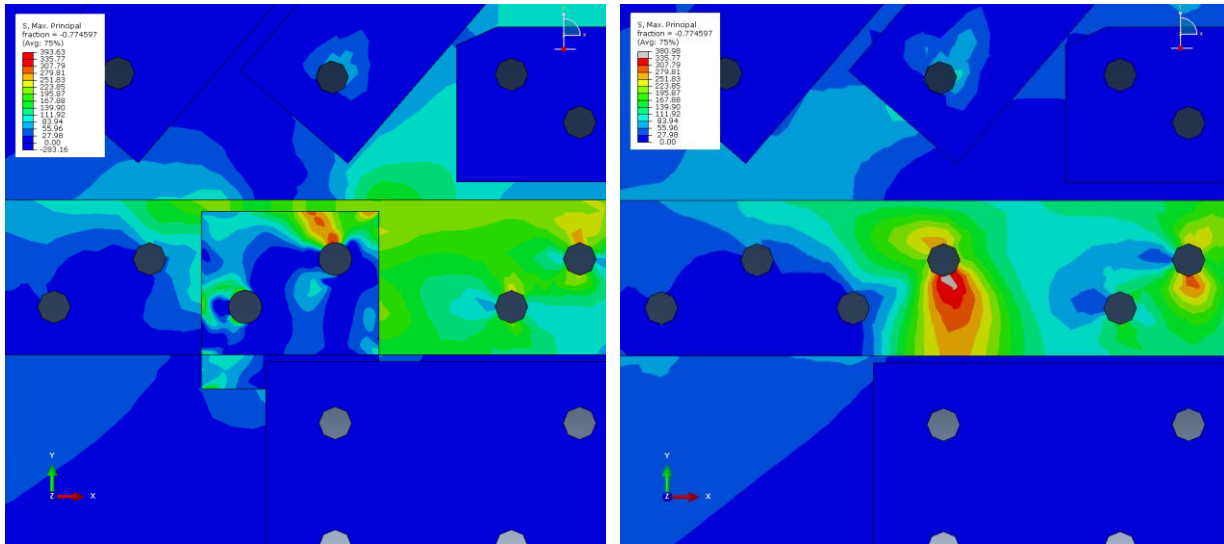 S, Max. Principal
fraction = -0.774597
(Avg: 75%)
393.63
335.77
307.79
279.81
251.83
223.85
195.87
167.88
139.90
111.92
83.94
55.96
27.98
0.00
-283.16
X
Y
Z
X
S, Max. Principal
fraction = -0.774597
(Avg: 75%)
380.98
335.77
307.79
279.81
251.83
223.85
195.87
167.88
139.90
111.92
83.94
55.96
27.98
0.00
X
Y
Z
X